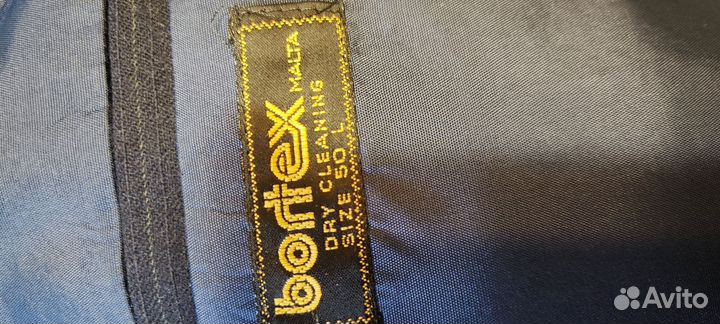 bortex MALTA
DRY CLEANING
SIZE 50 L
Avito